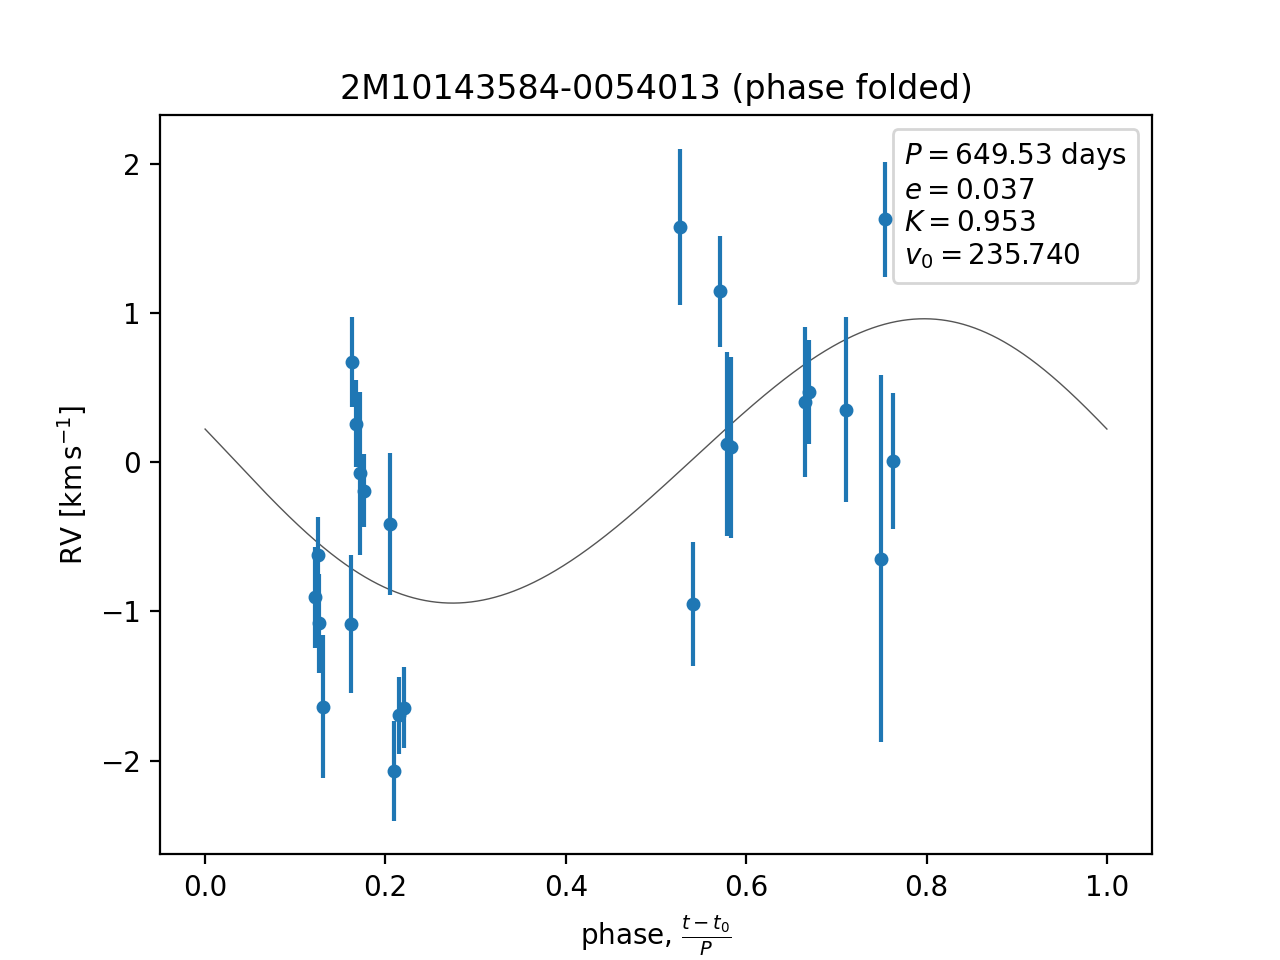 2M10143584-0054013 (phase folded)
P = 649.53 days
e = 0.037
K = 0.953
v₀ = 235.740
RV [km s⁻¹]
2
1
0
−1
−2
0.0 0.2 0.4 0.6 0.8 1.0
phase, (t − t₀)/P